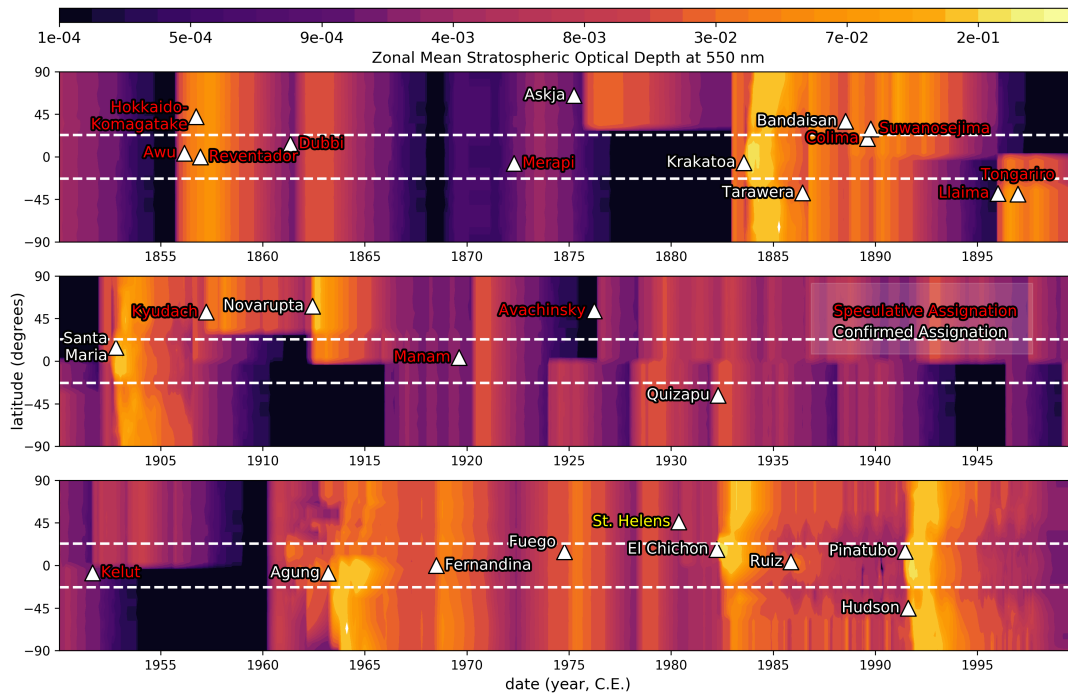 1e-04 5e-04 9e-04 4e-03 8e-03 3e-02 7e-02 2e-01
Zonal Mean Stratospheric Optical Depth at 550 nm
latitude (degrees)
90
45
0
−45
−90
Hokkaido-
Komagatake
Awu
Reventador
Dubbi
Askja
Merapi
Krakatoa
Tarawera
Bandaisan
Colima
Suwanosejima
Llaima
Tongariro
1855 1860 1865 1870 1875 1880 1885 1890 1895
90
45
0
−45
−90
Santa
Maria
Kyudach
Novarupta
Manam
Avachinsky
Quizapu
Speculative Assignation
Confirmed Assignation
1905 1910 1915 1920 1925 1930 1935 1940 1945
90
45
0
−45
−90
Kelut
Agung
Fernandina
Fuego
St. Helens
El Chichon
Ruiz
Pinatubo
Hudson
1955 1960 1965 1970 1975 1980 1985 1990 1995
date (year, C.E.)